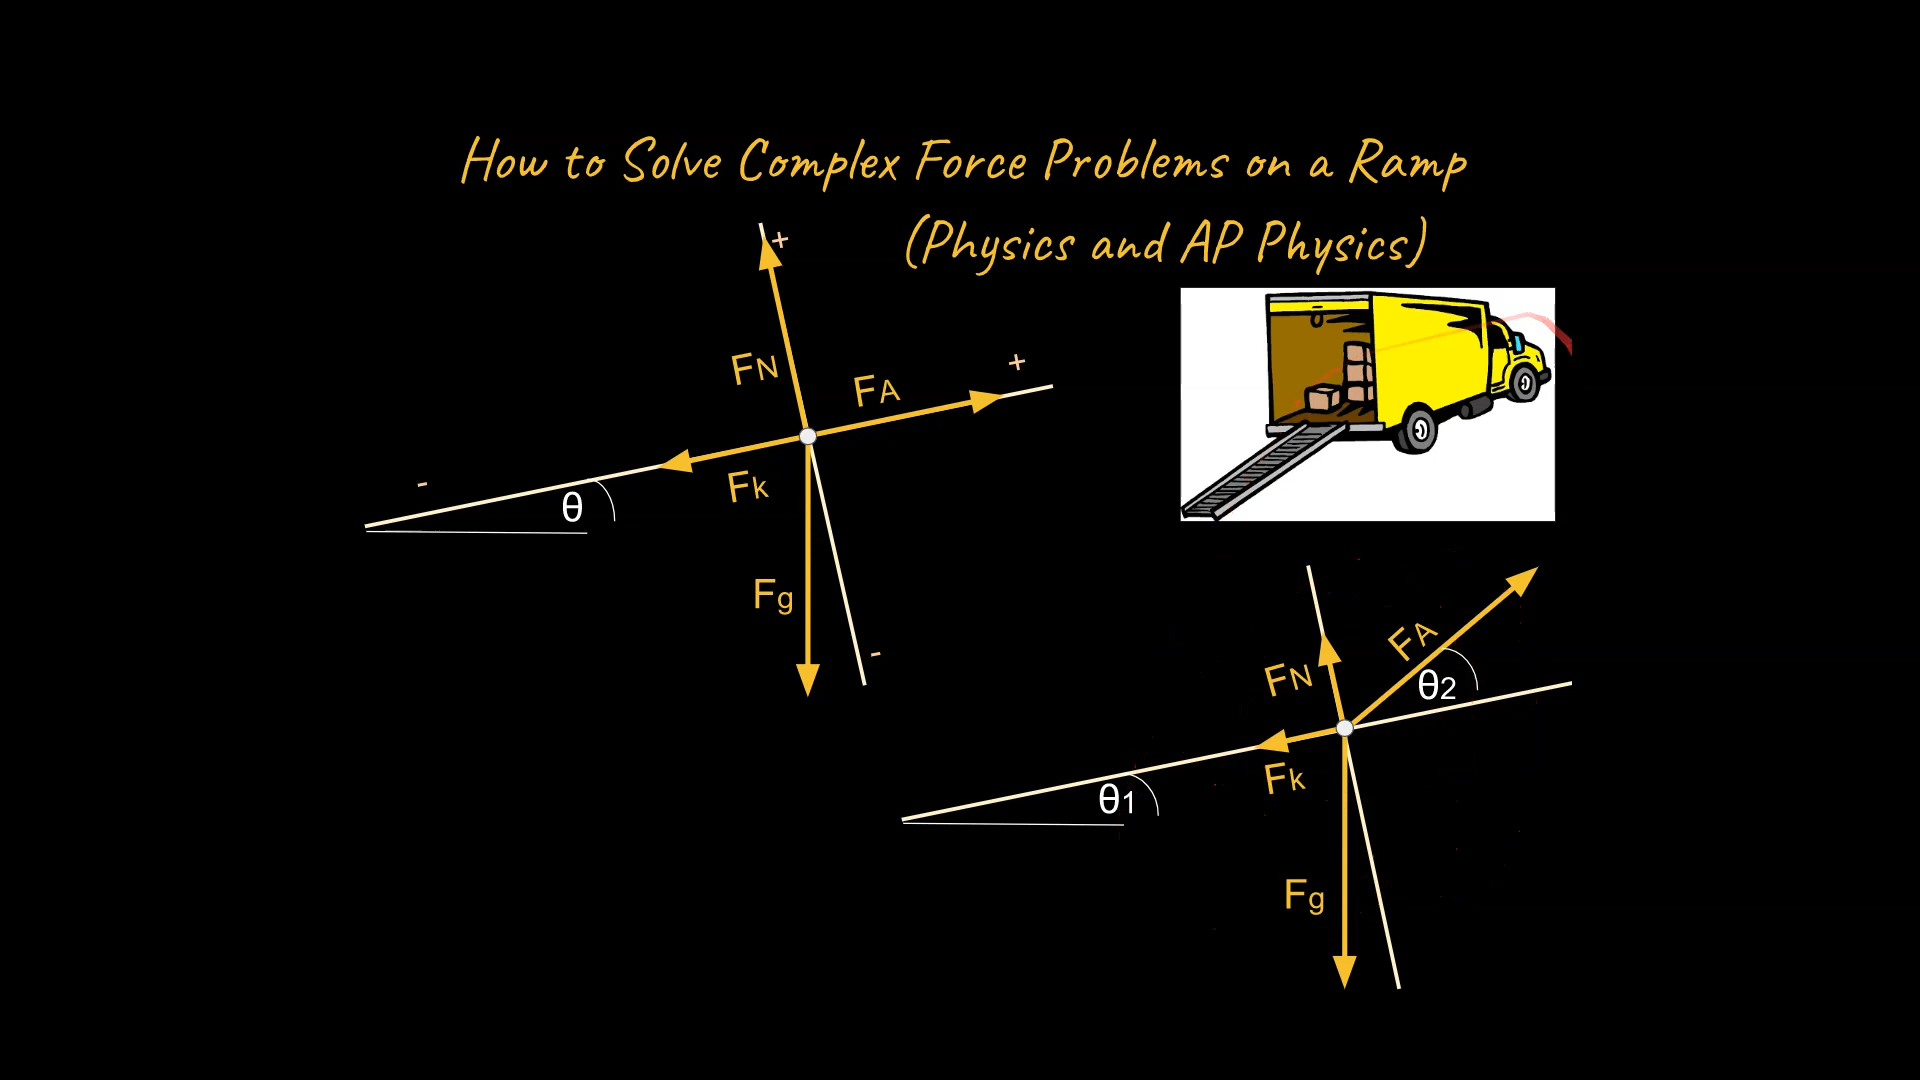 How to Solve Complex Force Problems on a Ramp
(Physics and AP Physics)
+
FN
FA
+
-
Fk
θ
Fg
-
FA
FN
θ2
Fk
θ1
Fg